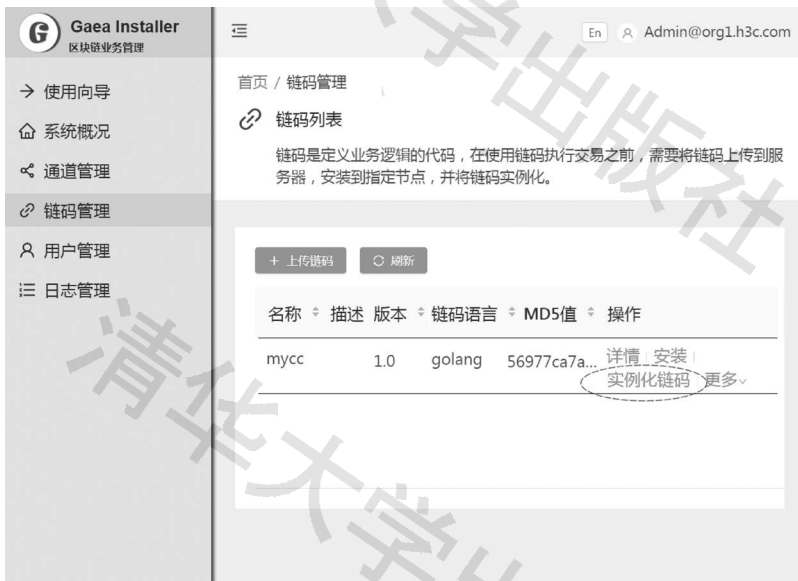 G
Gaea Installer
区块链业务管理
En
Admin@org1.h3c.com
使用向导
系统概况
通道管理
链码管理
用户管理
日志管理
首页 / 链码管理
链码列表
链码是定义业务逻辑的代码，在使用链码执行交易之前，需要将链码上传到服
务器，安装到指定节点，并将链码实例化。
+ 上传链码
刷新
名称 描述 版本 链码语言 MD5值 操作
mycc 1.0 golang 56977ca7a... 详情 安装
实例化链码 更多
清华大学出版社